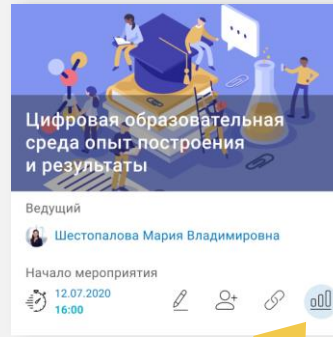 Цифровая образовательная
среда опыт построения
и результаты
Ведущий
Шестопалова Мария Владимировна
Начало мероприятия
12.07.2020
16:00